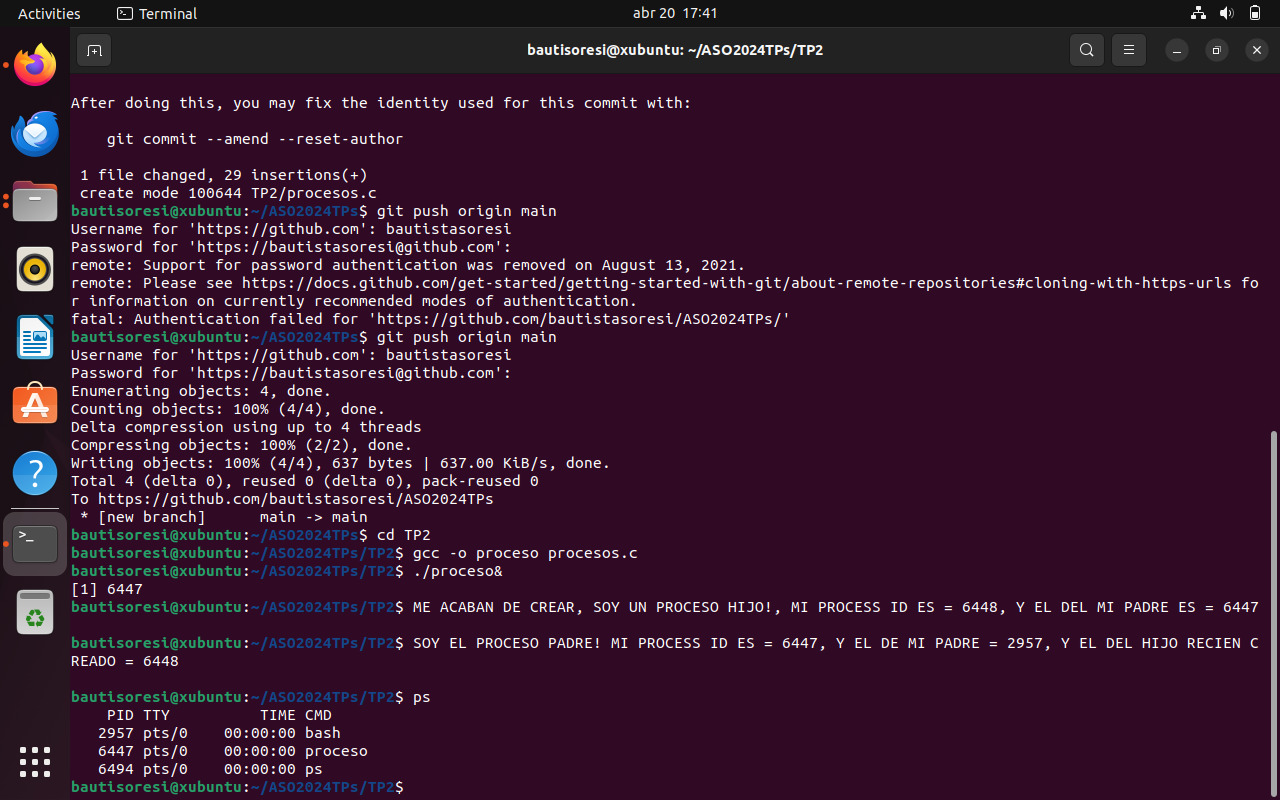 Activities
Terminal
abr 20 17:41
bautisoresi@xubuntu: ~/ASO2024TPs/TP2
After doing this, you may fix the identity used for this commit with:
    git commit --amend --reset-author
 1 file changed, 29 insertions(+)
 create mode 100644 TP2/procesos.c
bautisoresi@xubuntu:~/ASO2024TPs$ git push origin main
Username for 'https://github.com': bautistasoresi
Password for 'https://bautistasoresi@github.com':
remote: Support for password authentication was removed on August 13, 2021.
remote: Please see https://docs.github.com/get-started/getting-started-with-git/about-remote-repositories#cloning-with-https-urls fo
r information on currently recommended modes of authentication.
fatal: Authentication failed for 'https://github.com/bautistasoresi/ASO2024TPs/'
bautisoresi@xubuntu:~/ASO2024TPs$ git push origin main
Username for 'https://github.com': bautistasoresi
Password for 'https://bautistasoresi@github.com':
Enumerating objects: 4, done.
Counting objects: 100% (4/4), done.
Delta compression using up to 4 threads
Compressing objects: 100% (2/2), done.
Writing objects: 100% (4/4), 637 bytes | 637.00 KiB/s, done.
Total 4 (delta 0), reused 0 (delta 0), pack-reused 0
To https://github.com/bautistasoresi/ASO2024TPs
 * [new branch]      main -> main
bautisoresi@xubuntu:~/ASO2024TPs$ cd TP2
bautisoresi@xubuntu:~/ASO2024TPs/TP2$ gcc -o proceso procesos.c
bautisoresi@xubuntu:~/ASO2024TPs/TP2$ ./proceso&
[1] 6447
bautisoresi@xubuntu:~/ASO2024TPs/TP2$ ME ACABAN DE CREAR, SOY UN PROCESO HIJO!, MI PROCESS ID ES = 6448, Y EL DEL MI PADRE ES = 6447
bautisoresi@xubuntu:~/ASO2024TPs/TP2$ SOY EL PROCESO PADRE! MI PROCESS ID ES = 6447, Y EL DE MI PADRE = 2957, Y EL DEL HIJO RECIEN C
READO = 6448
bautisoresi@xubuntu:~/ASO2024TPs/TP2$ ps
    PID TTY          TIME CMD
   2957 pts/0    00:00:00 bash
   6447 pts/0    00:00:00 proceso
   6494 pts/0    00:00:00 ps
bautisoresi@xubuntu:~/ASO2024TPs/TP2$